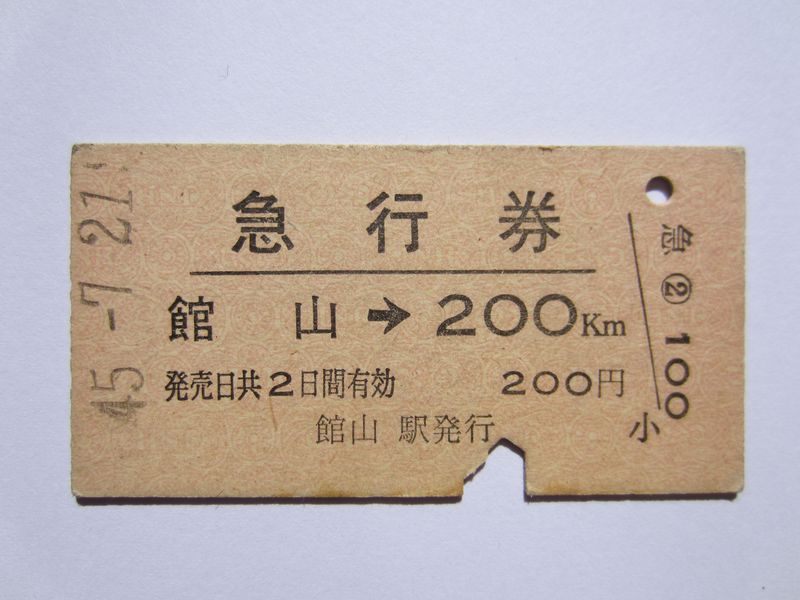 急行券
館山➔200Km
発売日共2日間有効 200円
館山 駅発行
45.-7.21
急 ② 100
小